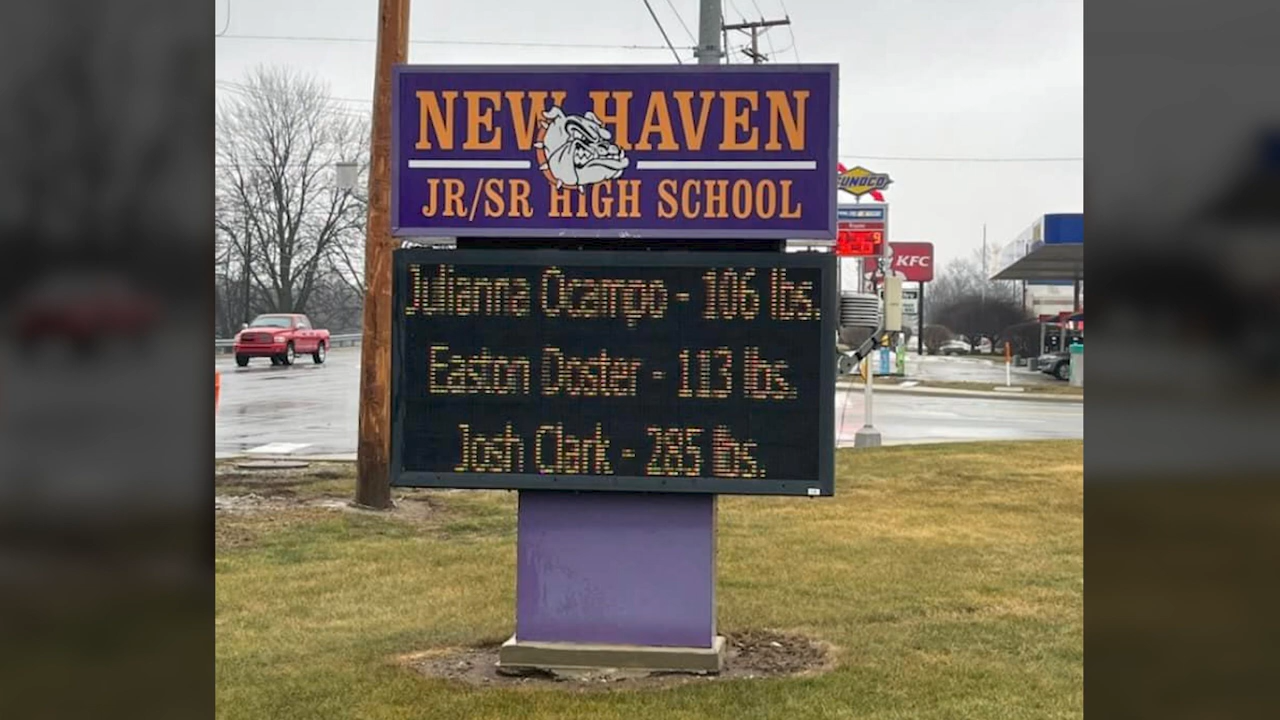 NEW HAVEN
JR/SR HIGH SCHOOL
Julianna Ocampo - 106 lbs.
Easton Doster - 113 lbs.
Josh Clark - 285 lbs.
SUNOCO
KFC